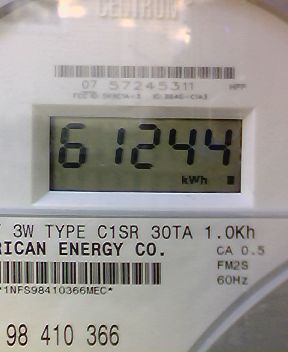 CENTRON
07 57245311
61244
kWh
3W TYPE C1SR 30TA 1.0Kh
RICAN ENERGY CO.
CA 0.5
FM2S
60Hz
*1NFS98410366MEC*
98 410 366